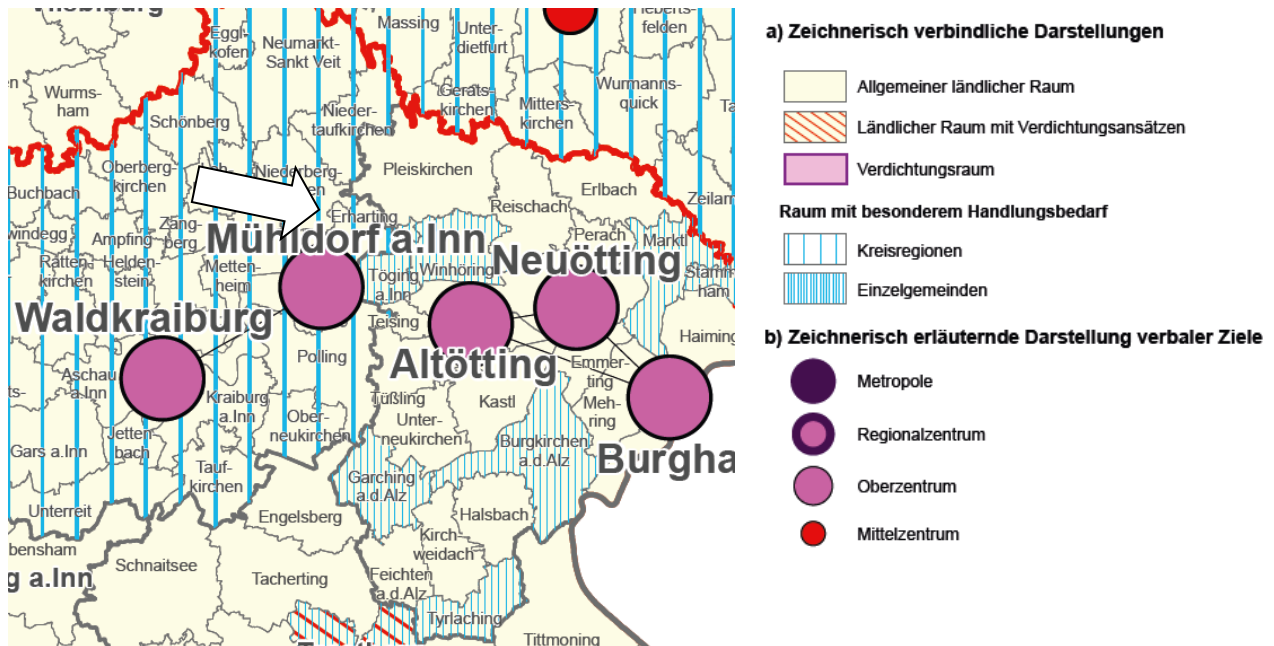 Massing
Unter-
dietfurt
felden
Eggl-
kofen
Neumarkt-
Sankt Veit
Wurms-
ham
Gerats-
kirchen
Mitters-
kirchen
Wurmanns-
quick
Schönberg
Nieder-
taufkirchen
Pleiskirchen
Oberberg-
kirchen
Niederberg-
Erlbach
Buchbach
Reischach
Zeilarn
Erharting
Perach
Marktl
Zang-
berg
Ampfing
Mühldorf a.Inn
Neuötting
Ratten-
kirchen
Helden-
stein
Metten-
heim
Töging
a.Inn
Winhöring
Stamm-
ham
Waldkraiburg
Teising
Haiming
Polling
Altötting
Emmer-
ting
Aschau
a.Inn
Kraiburg
a.Inn
Tüßling
Kastl
Meh-
ring
Ober-
neukirchen
Unter-
neukirchen
Jetten-
bach
Gars a.Inn
Burgkirchen
a.d.Alz
Burgha
Tauf-
kirchen
Garching
a.d.Alz
Unterreit
Engelsberg
Halsbach
bensham
Kirch-
weidach
Schnaitsee
g a.Inn
Tacherting
Feichten
a.d.Alz
Tyrlaching
Tittmoning
a) Zeichnerisch verbindliche Darstellungen
Allgemeiner ländlicher Raum
Ländlicher Raum mit Verdichtungsansätzen
Verdichtungsraum
Raum mit besonderem Handlungsbedarf
Kreisregionen
Einzelgemeinden
b) Zeichnerisch erläuternde Darstellung verbaler Ziele
Metropole
Regionalzentrum
Oberzentrum
Mittelzentrum